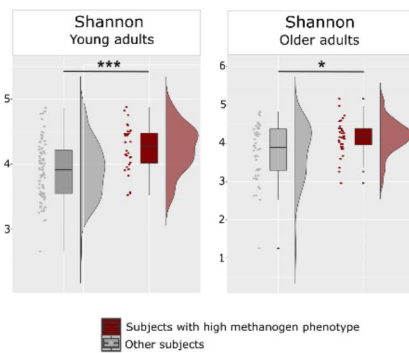 Shannon
Young adults
***
5
4
3
Shannon
Older adults
*
6
5
4
3
2
1
Subjects with high methanogen phenotype
Other subjects